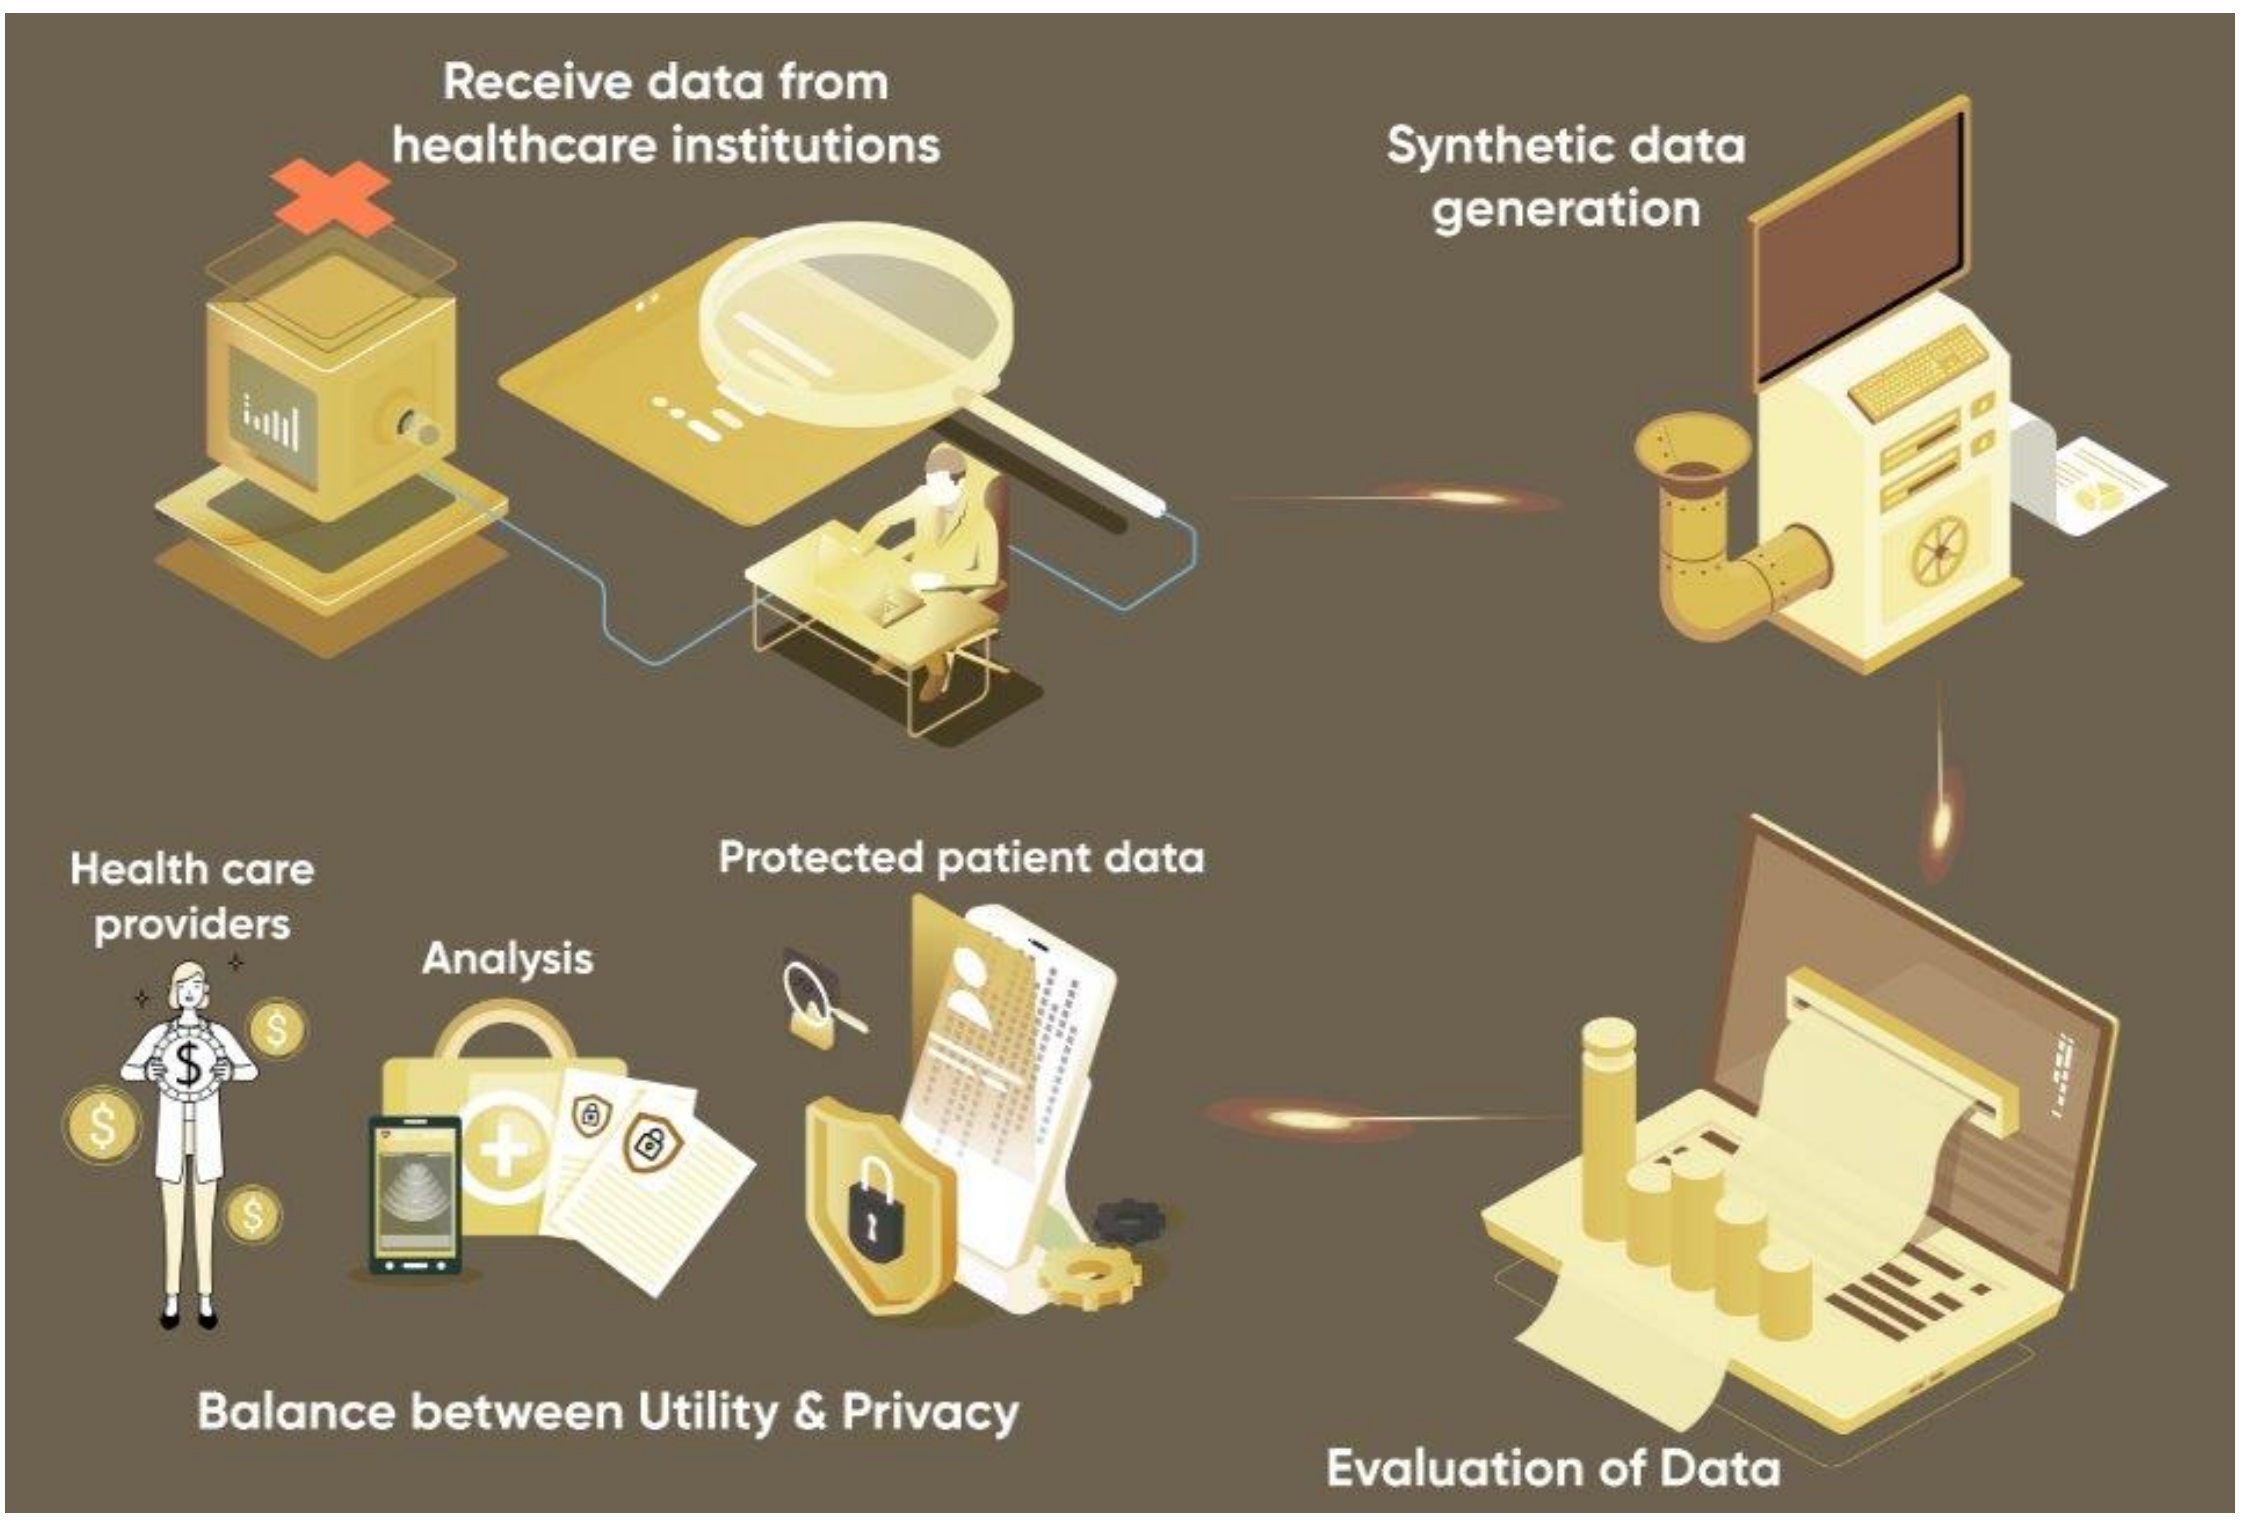 Receive data from
healthcare institutions
Synthetic data
generation
Health care
providers
Analysis
Protected patient data
$
$
$
$
Balance between Utility & Privacy
Evaluation of Data